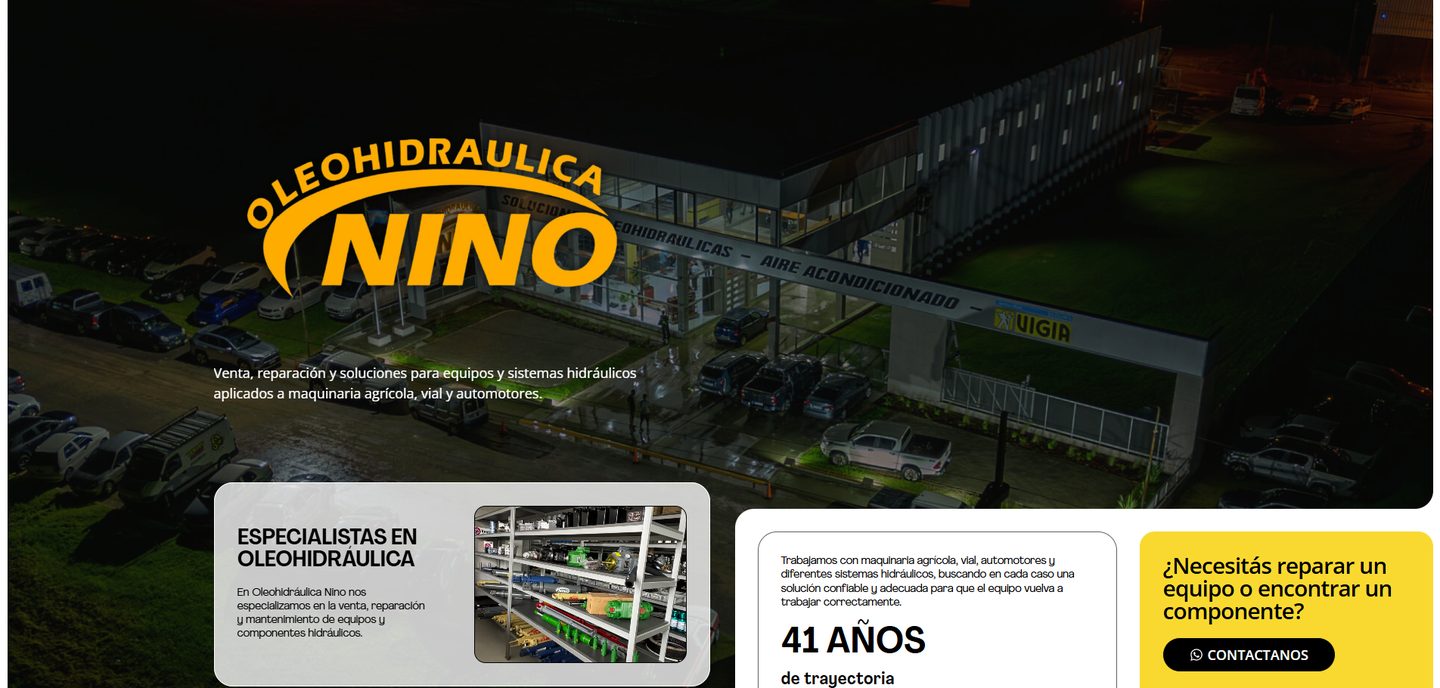 OLEOHIDRAULICA
NINO
EOHIDRAULICAS - AIRE ACONDICIONADO -
VIGIA
Venta, reparación y soluciones para equipos y sistemas hidráulicos
aplicados a maquinaria agrícola, vial y automotores.
ESPECIALISTAS EN
OLEOHIDRÁULICA
En Oleohidráulica Nino nos
especializamos en la venta, reparación
y mantenimiento de equipos y
componentes hidráulicos.
Trabajamos con maquinaria agrícola, vial, automotores y
diferentes sistemas hidráulicos, buscando en cada caso una
solución confiable y adecuada para que el equipo vuelva a
trabajar correctamente.
41 AÑOS
de trayectoria
¿Necesitás reparar un
equipo o encontrar un
componente?
CONTACTANOS